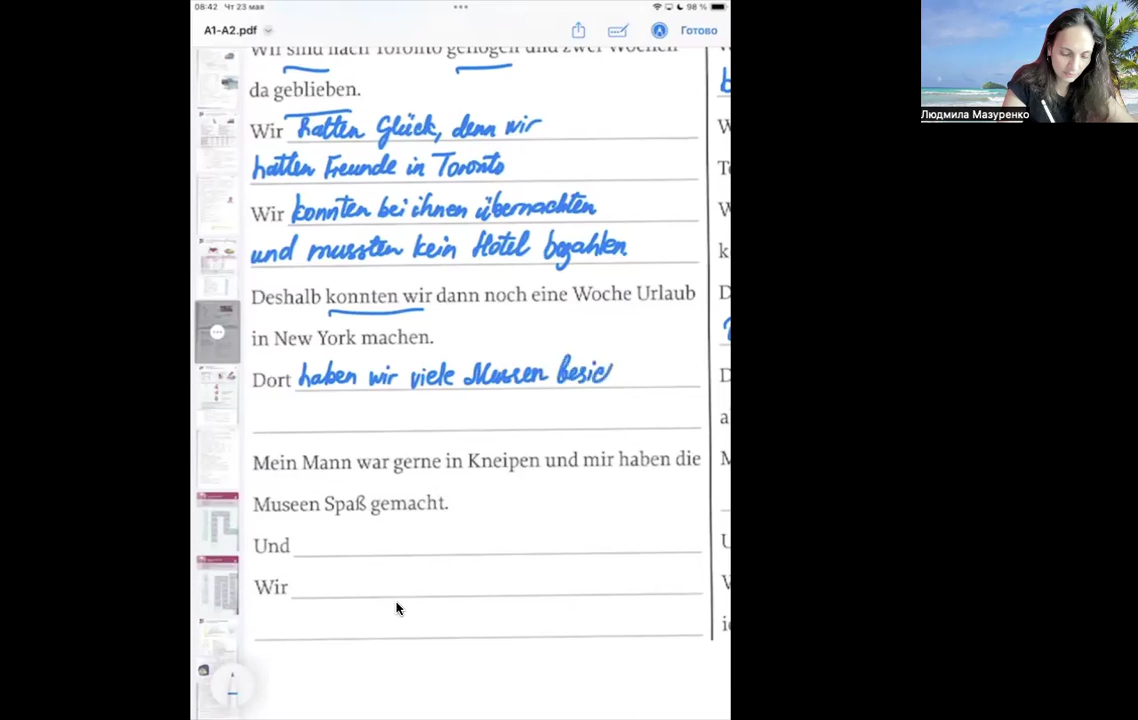 08:42 Чт 23 мая
98 %
A1-A2.pdf
Готово
Wir sind nach Toronto geflogen und zwei Wochen
da geblieben.
Wir hatten Glück, denn wir
hatten Freunde in Toronto
Wir konnten bei ihnen übernachten
und mussten kein Hotel bezahlen.
Deshalb konnten wir dann noch eine Woche Urlaub
in New York machen.
Dort haben wir viele Museen besic
Mein Mann war gerne in Kneipen und mir haben die
Museen Spaß gemacht.
Und
Wir
Людмила Мазуренко